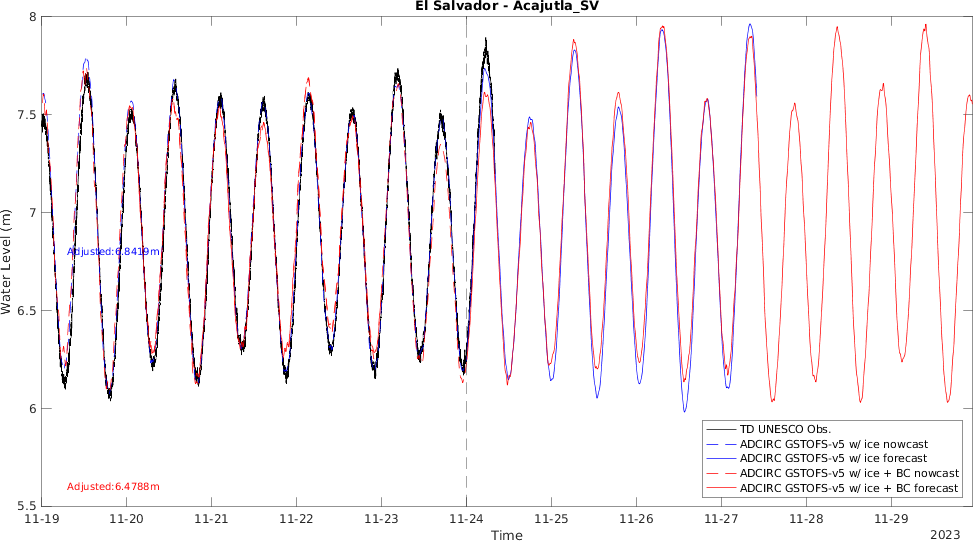 El Salvador - Acajutla_SV
Water Level (m)
8
7.5
7
6.5
6
5.5
Adjusted:6.8419m
Adjusted:6.4788m
TD UNESCO Obs.
ADCIRC GSTOFS-v5 w/ ice nowcast
ADCIRC GSTOFS-v5 w/ ice forecast
ADCIRC GSTOFS-v5 w/ ice + BC nowcast
ADCIRC GSTOFS-v5 w/ ice + BC forecast
11-19 11-20 11-21 11-22 11-23 11-24 11-25 11-26 11-27 11-28 11-29
Time
2023